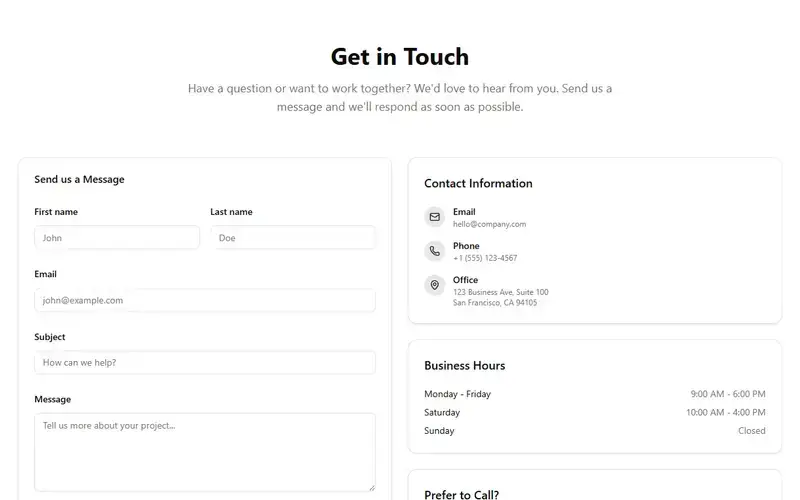 Get in Touch
Have a question or want to work together? We'd love to hear from you. Send us a
message and we'll respond as soon as possible.
Send us a Message
First name
Last name
John
Doe
Email
john@example.com
Subject
How can we help?
Message
Tell us more about your project...
Contact Information
Email
hello@company.com
Phone
+1 (555) 123-4567
Office
123 Business Ave, Suite 100
San Francisco, CA 94105
Business Hours
Monday - Friday
9:00 AM - 6:00 PM
Saturday
10:00 AM - 4:00 PM
Sunday
Closed
Prefer to Call?